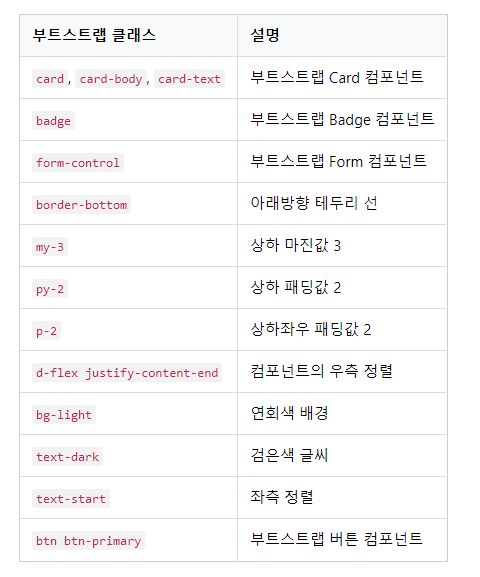 부트스트랩 클래스 설명
card, card-body, card-text 부트스트랩 Card 컴포넌트
badge 부트스트랩 Badge 컴포넌트
form-control 부트스트랩 Form 컴포넌트
border-bottom 아래방향 테두리 선
my-3 상하 마진값 3
py-2 상하 패딩값 2
p-2 상하좌우 패딩값 2
d-flex justify-content-end 컴포넌트의 우측 정렬
bg-light 연회색 배경
text-dark 검은색 글씨
text-start 좌측 정렬
btn btn-primary 부트스트랩 버튼 컴포넌트